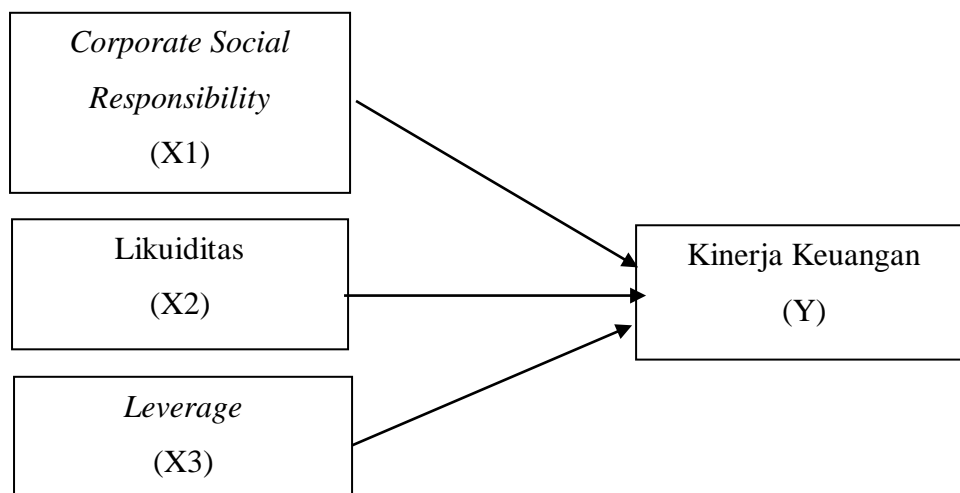 Corporate Social
Responsibility
(X1)
Likuiditas
(X2)
Leverage
(X3)
Kinerja Keuangan
(Y)